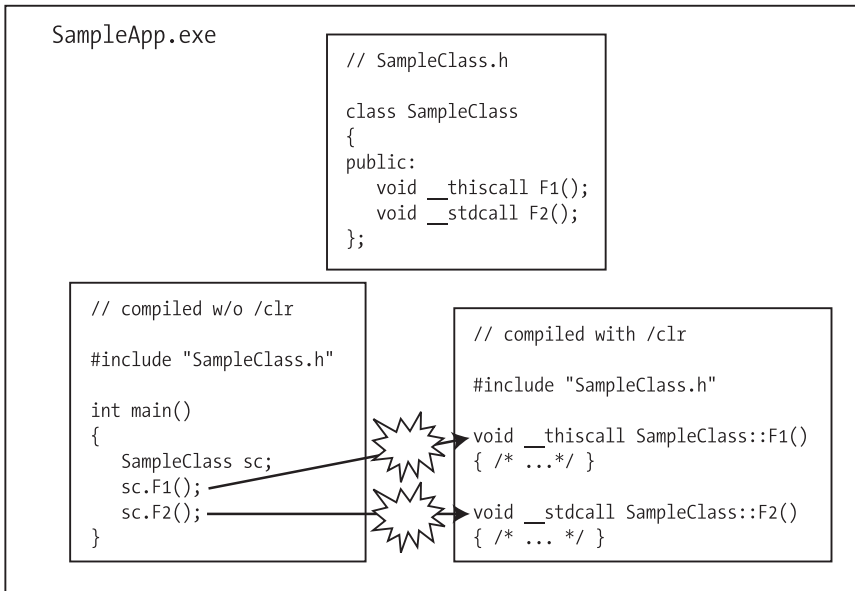 SampleApp.exe
// SampleClass.h
class SampleClass
{
public:
   void __thiscall F1();
   void __stdcall F2();
};
// compiled w/o /clr
#include "SampleClass.h"
int main()
{
   SampleClass sc;
   sc.F1();
   sc.F2();
}
// compiled with /clr
#include "SampleClass.h"
void __thiscall SampleClass::F1()
{ /* ...*/ }
void __stdcall SampleClass::F2()
{ /* ... */ }